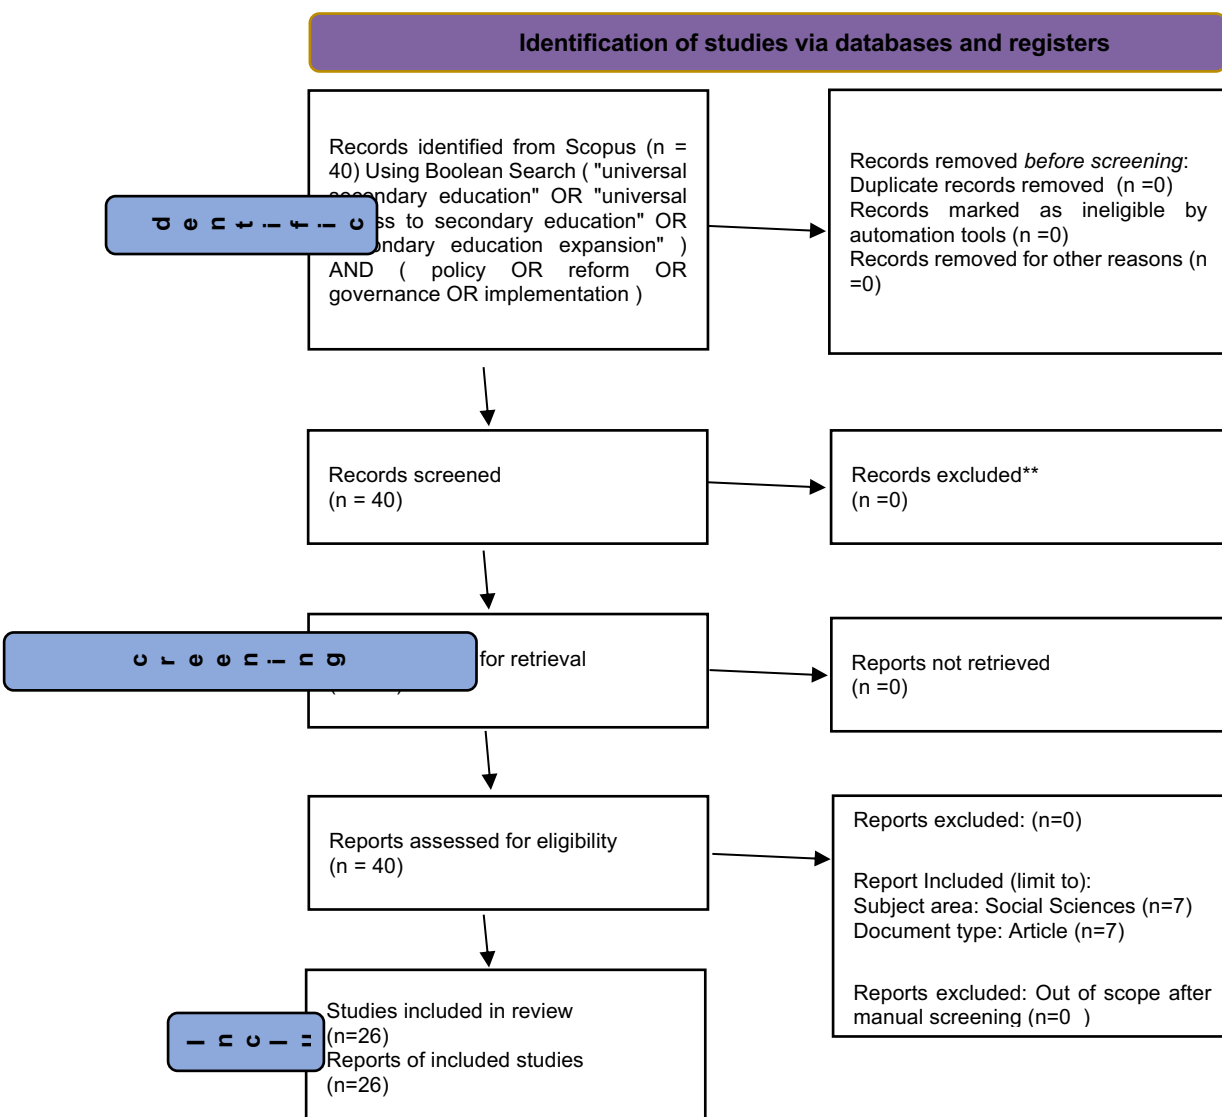 Identification of studies via databases and registers
Records identified from Scopus (n =
40) Using Boolean Search ( "universal
ndary education" OR "universal
ss to secondary education" OR
ondary education expansion" )
AND ( policy OR reform OR
governance OR implementation )
Records removed before screening:
Duplicate records removed (n =0)
Records marked as ineligible by
automation tools (n =0)
Records removed for other reasons (n
=0)
dentific
Records screened
(n = 40)
Records excluded**
(n =0)
creening
for retrieval
Reports not retrieved
(n =0)
Reports assessed for eligibility
(n = 40)
Reports excluded: (n=0)
Report Included (limit to):
Subject area: Social Sciences (n=7)
Document type: Article (n=7)
Reports excluded: Out of scope after
manual screening (n=0 )
Inclu
Studies included in review
(n=26)
Reports of included studies
(n=26)